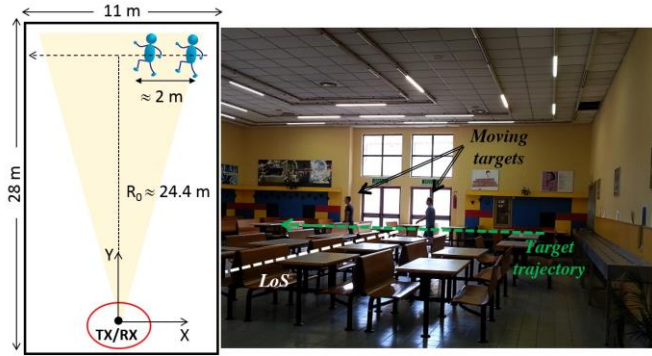 11 m
28 m
≈ 2 m
R₀ ≈ 24.4 m
Y
X
TX/RX
Moving
targets
Target
trajectory
LoS